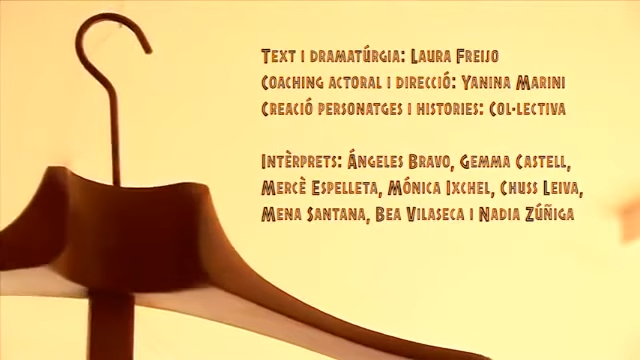 Text i dramatúrgia: Laura Freijo
Coaching actoral i direcció: Yanina Marini
Creació personatges i histories: Col·lectiva
Intèrprets: Ángeles Bravo, Gemma Castell,
Mercè Espelleta, Mónica Ixchel, Chuss Leiva,
Mena Santana, Bea Vilaseca i Nadia Zúñiga